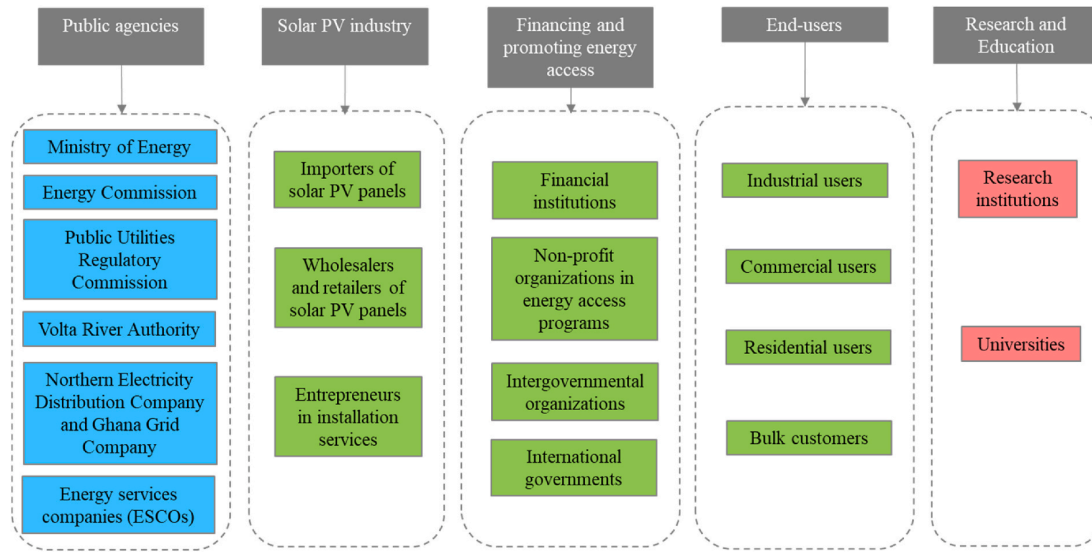 Public agencies
Solar PV industry
Financing and
promoting energy
access
End-users
Research and
Education
Ministry of Energy
Energy Commission
Public Utilities
Regulatory
Commission
Volta River Authority
Northern Electricity
Distribution Company
and Ghana Grid
Company
Energy services
companies (ESCOs)
Importers of
solar PV panels
Wholesalers
and retailers of
solar PV panels
Entrepreneurs
in installation
services
Financial
institutions
Non-profit
organizations in
energy access
programs
Intergovernmental
organizations
International
governments
Industrial users
Commercial users
Residential users
Bulk customers
Research
institutions
Universities